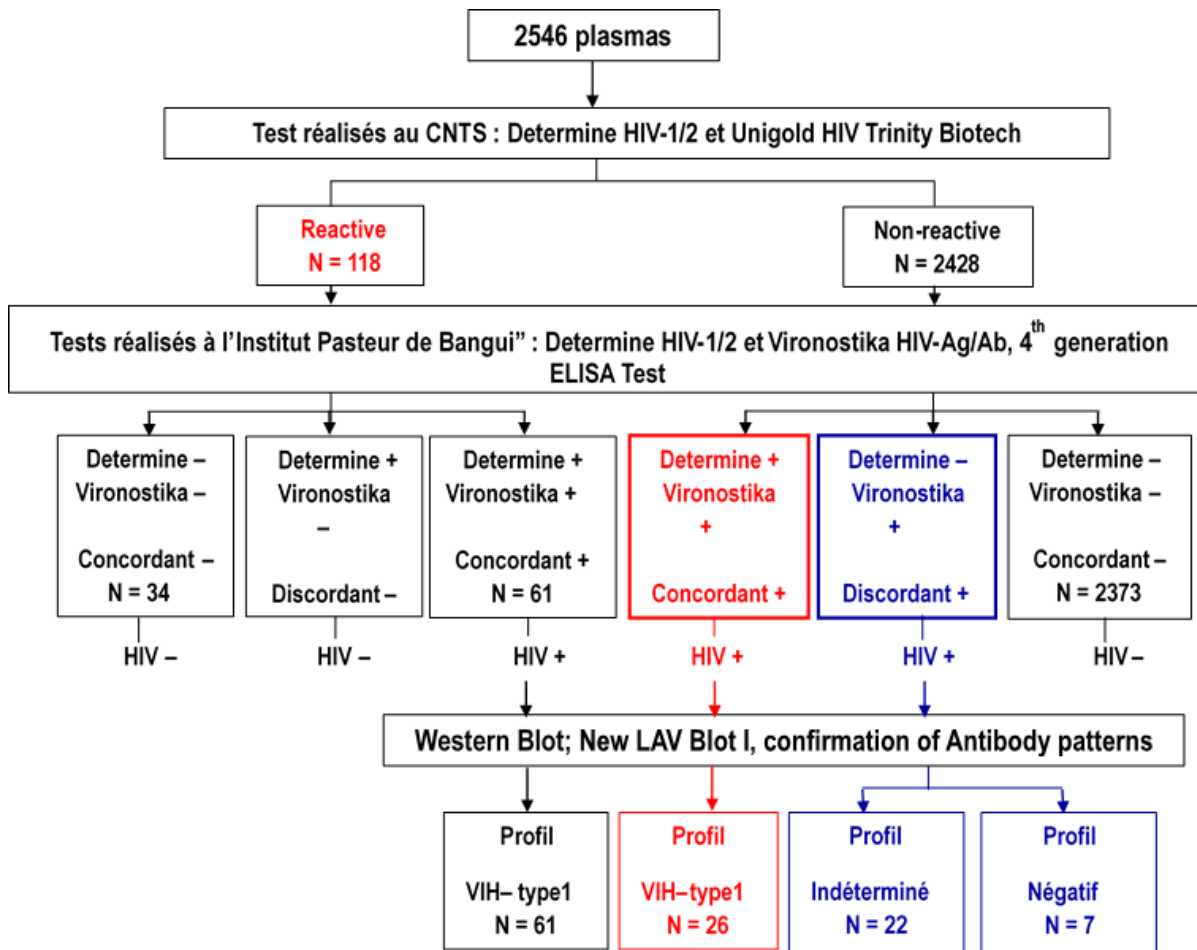 2546 plasmas
Test réalisés au CNTS : Determine HIV-1/2 et Unigold HIV Trinity Biotech
Reactive
N = 118
Non-reactive
N = 2428
Tests réalisés à l'Institut Pasteur de Bangui” : Determine HIV-1/2 et Vironostika HIV-Ag/Ab, 4th generation
ELISA Test
Determine –
Vironostika –
Concordant –
N = 34
Determine +
Vironostika
–
Discordant –
Determine +
Vironostika +
Concordant +
N = 61
Determine +
Vironostika
+
Concordant +
Determine –
Vironostika
+
Discordant +
Determine –
Vironostika –
Concordant –
N = 2373
HIV –
HIV –
HIV +
HIV +
HIV +
HIV –
Western Blot; New LAV Blot I, confirmation of Antibody patterns
Profil
VIH– type1
N = 61
Profil
VIH–type1
N = 26
Profil
Indéterminé
N = 22
Profil
Négatif
N = 7